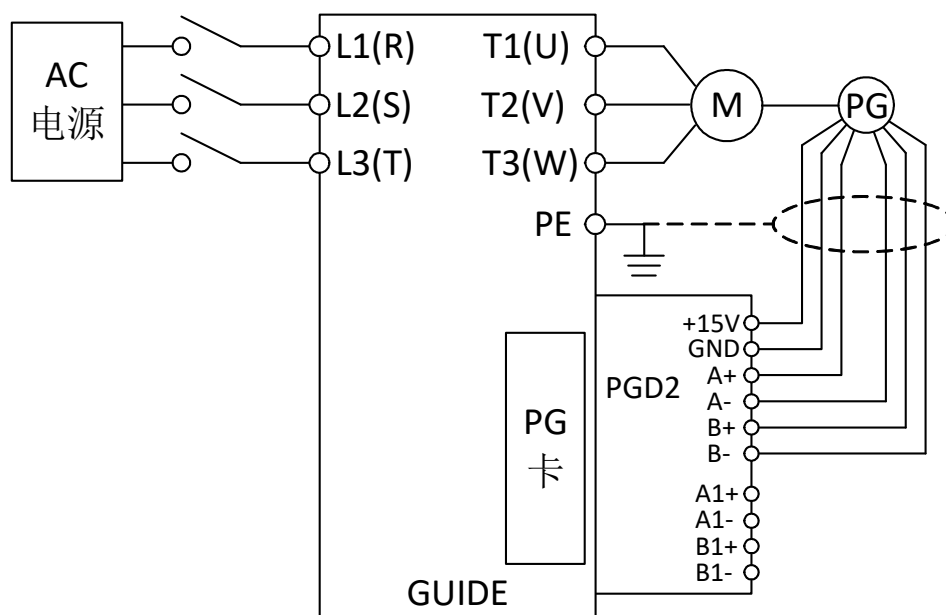 AC
电源
L1(R)
L2(S)
L3(T)
T1(U)
T2(V)
T3(W)
PE
M
PG
PG
卡
PGD2
+15V
GND
A+
A-
B+
B-
A1+
A1-
B1+
B1-
GUIDE